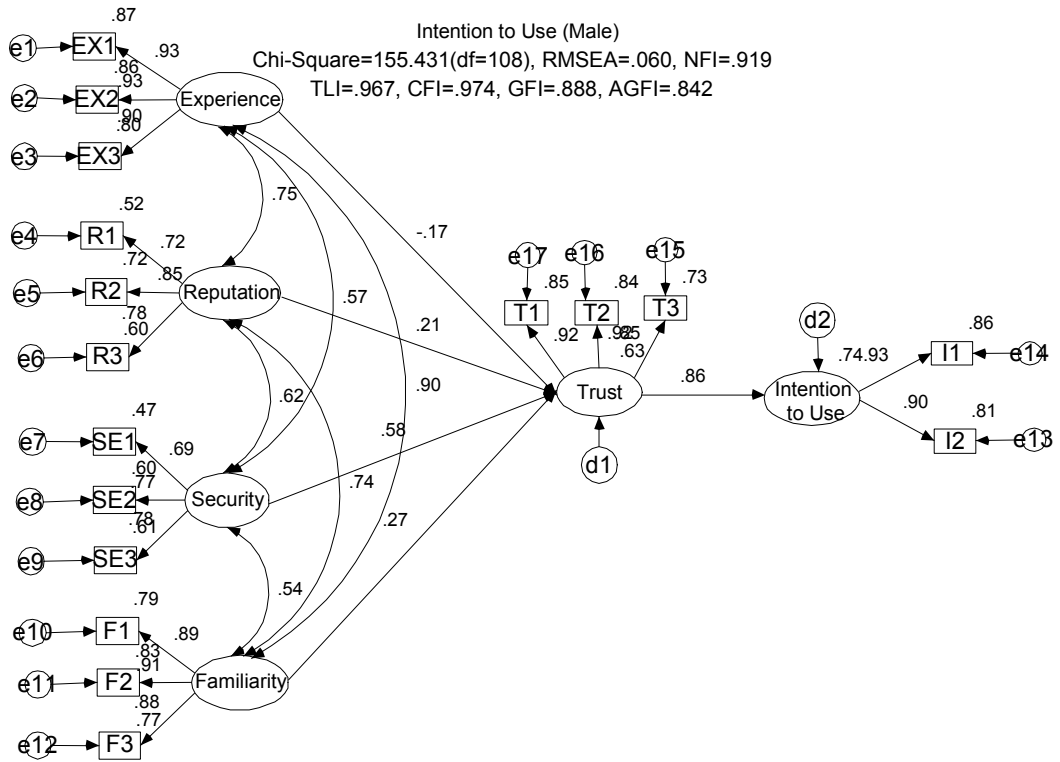 Intention to Use (Male)
Chi-Square=155.431(df=108), RMSEA=.060, NFI=.919
TLI=.967, CFI=.974, GFI=.888, AGFI=.842
.87
e1
EX1
.93
.86
e2
EX2
.93
Experience
.90
.80
e3
EX3
.75
.52
e4
R1
.72
-.17
.72
.85
e5
R2
Reputation
.57
.21
.78
.60
e6
R3
e17
e16
e15
.85
.84
.73
T1
T2
T3
.92
.92
.85
.63
Trust
d1
.86
d2
.74
.93
.86
I1
e14
Intention
to Use
.90
.81
I2
e13
.62
.90
.58
.47
e7
SE1
.69
.60
e8
SE2
.77
Security
.74
.78
.61
e9
SE3
.27
.54
.79
e10
F1
.89
.83
e11
F2
.91
Familiarity
.88
.77
e12
F3